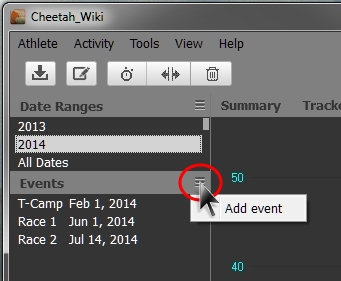 Cheetah_Wiki
Athlete Activity Tools View Help
Date Ranges Summary
2013
2014
All Dates
Events
50
Add event
T-Camp Feb 1, 2014
Race 1 Jun 1, 2014
Race 2 Jul 14, 2014
40